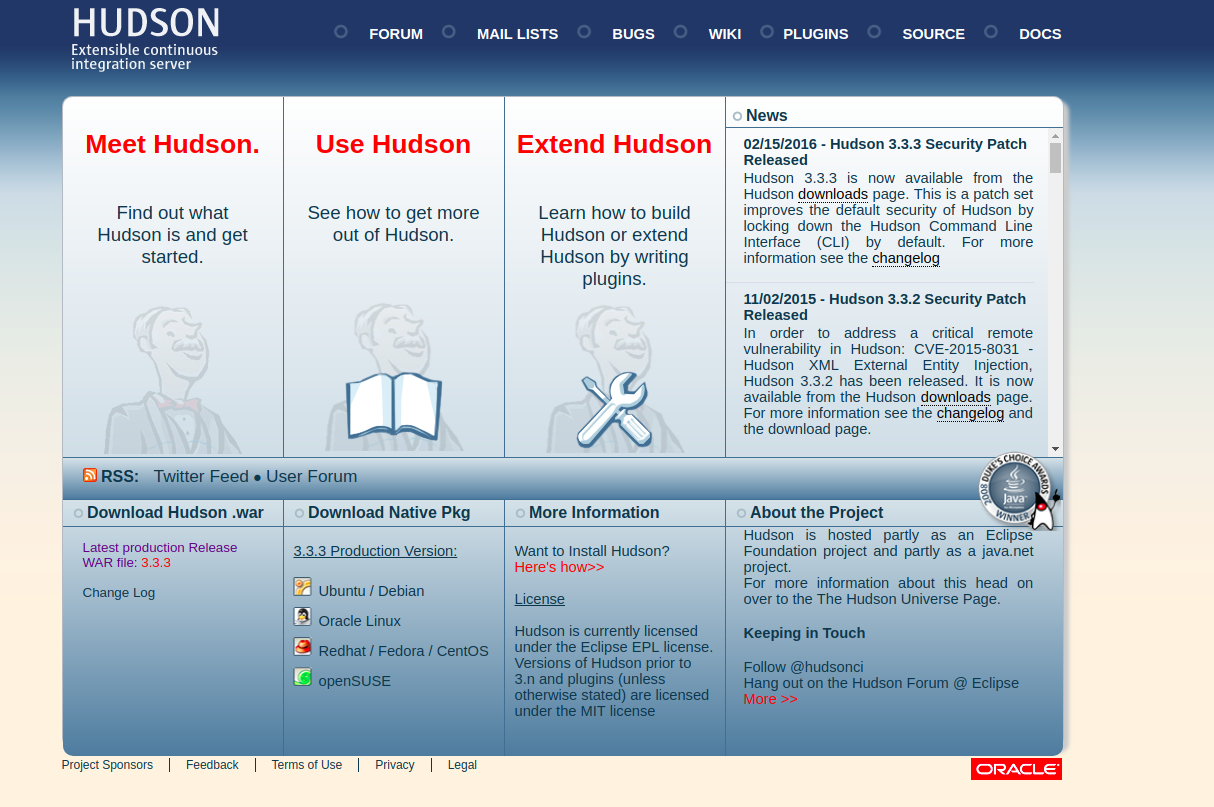 HUDSON
Extensible continuous
integration server
FORUM MAIL LISTS BUGS WIKI PLUGINS SOURCE DOCS
Meet Hudson.
Find out what
Hudson is and get
started.
Use Hudson
See how to get more
out of Hudson.
Extend Hudson
Learn how to build
Hudson or extend
Hudson by writing
plugins.
News
02/15/2016 - Hudson 3.3.3 Security Patch
Released
Hudson 3.3.3 is now available from the
Hudson downloads page. This is a patch set
improves the default security of Hudson by
locking down the Hudson Command Line
Interface (CLI) by default. For more
information see the changelog
11/02/2015 - Hudson 3.3.2 Security Patch
Released
In order to address a critical remote
vulnerability in Hudson: CVE-2015-8031 -
Hudson XML External Entity Injection,
Hudson 3.3.2 has been released. It is now
available from the Hudson downloads page.
For more information see the changelog and
the download page.
RSS: Twitter Feed ● User Forum
2008 DUKE'S CHOICE AWARDS
Java
WINNER
Download Hudson .war
Latest production Release
WAR file: 3.3.3
Change Log
Download Native Pkg
3.3.3 Production Version:
Ubuntu / Debian
Oracle Linux
Redhat / Fedora / CentOS
openSUSE
More Information
Want to Install Hudson?
Here's how>>
License
Hudson is currently licensed
under the Eclipse EPL license.
Versions of Hudson prior to
3.n and plugins (unless
otherwise stated) are licensed
under the MIT license
About the Project
Hudson is hosted partly as an Eclipse
Foundation project and partly as a java.net
project.
For more information about this head on
over to the The Hudson Universe Page.
Keeping in Touch
Follow @hudsonci
Hang out on the Hudson Forum @ Eclipse
More >>
Project Sponsors | Feedback | Terms of Use | Privacy | Legal
ORACLE